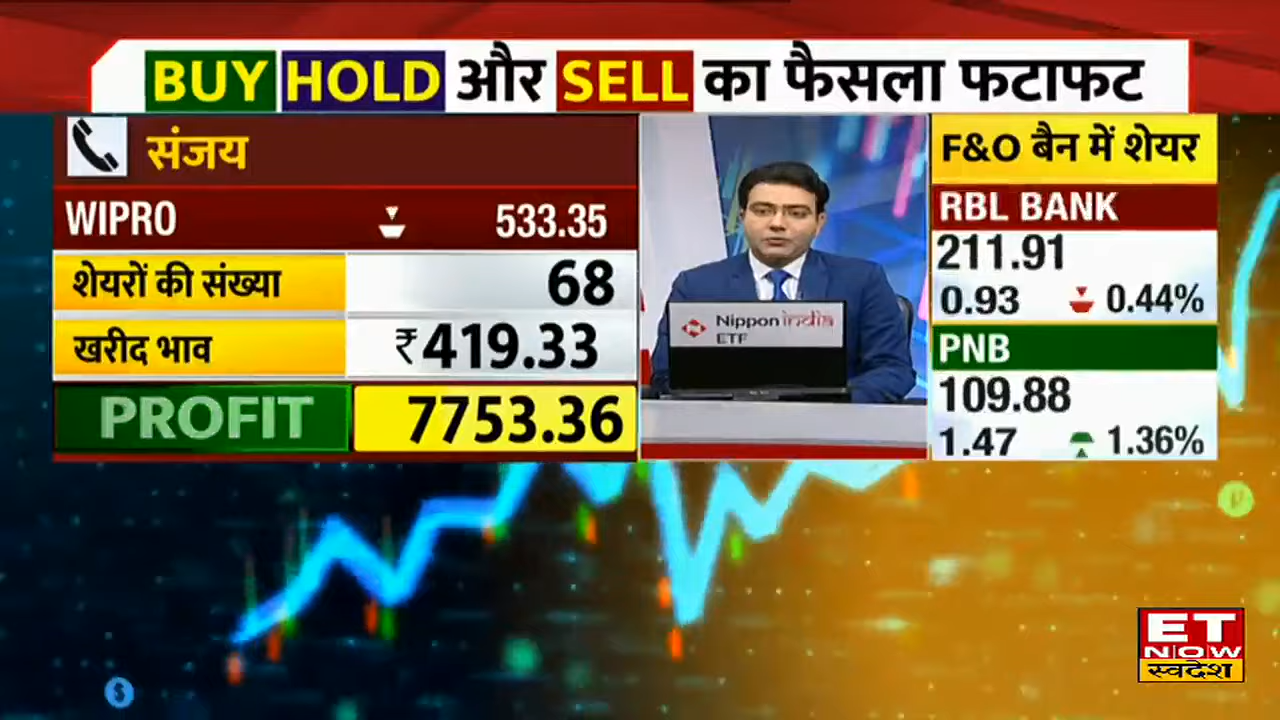 BUY HOLD और SELL का फैसला फटाफट
संजय
WIPRO 533.35
शेयरों की संख्या 68
खरीद भाव ₹419.33
PROFIT 7753.36
Nippon india
ETF
F&O बैन में शेयर
RBL BANK
211.91
0.93 0.44%
PNB
109.88
1.47 1.36%
ET
NOW
स्वदेश